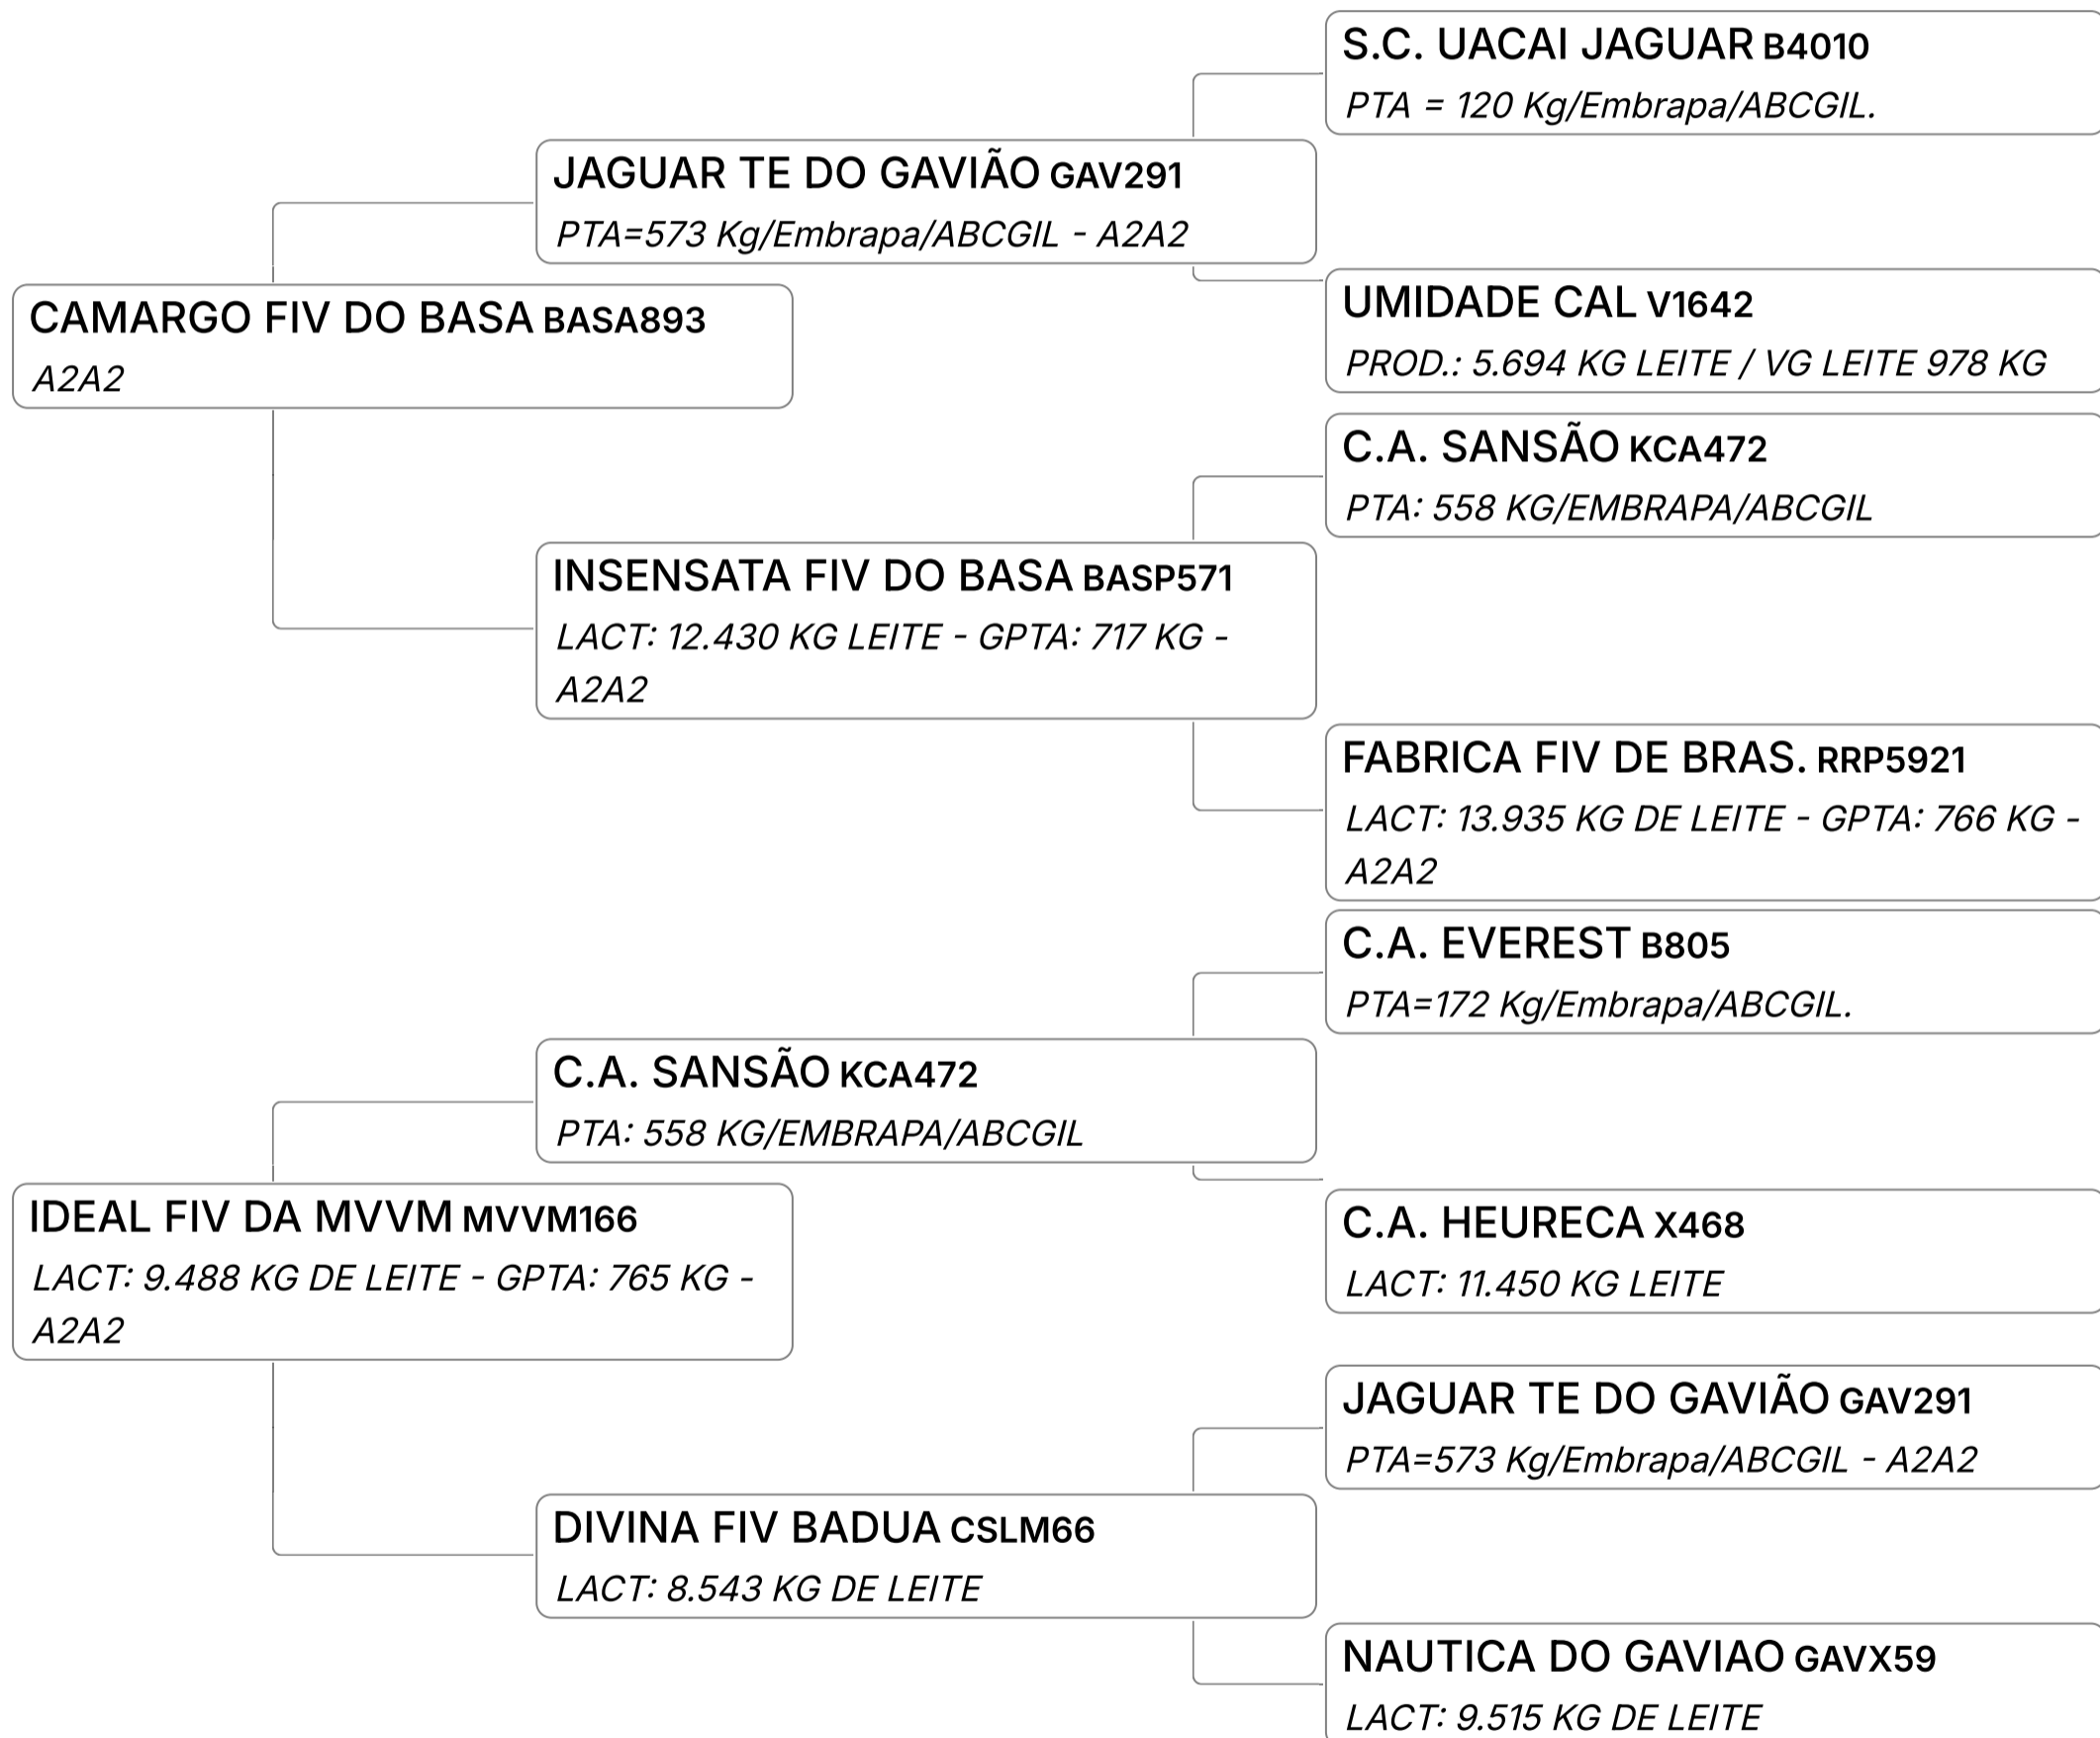 S.C. UACAI JAGUAR B4010
PTA = 120 Kg/Embrapa/ABCGIL.
JAGUAR TE DO GAVIÃO GAV291
PTA=573 Kg/Embrapa/ABCGIL - A2A2
UMIDADE CAL V1642
PROD.: 5.694 KG LEITE / VG LEITE 978 KG
CAMARGO FIV DO BASA BASA893
A2A2
C.A. SANSÃO KCA472
PTA: 558 KG/EMBRAPA/ABCGIL
INSENSATA FIV DO BASA BASP571
LACT: 12.430 KG LEITE - GPTA: 717 KG -
A2A2
FABRICA FIV DE BRAS. RRP5921
LACT: 13.935 KG DE LEITE - GPTA: 766 KG -
A2A2
C.A. EVEREST B805
PTA=172 Kg/Embrapa/ABCGIL.
C.A. SANSÃO KCA472
PTA: 558 KG/EMBRAPA/ABCGIL
C.A. HEURECA X468
LACT: 11.450 KG LEITE
IDEAL FIV DA MVVM MVVM166
LACT: 9.488 KG DE LEITE - GPTA: 765 KG -
A2A2
JAGUAR TE DO GAVIÃO GAV291
PTA=573 Kg/Embrapa/ABCGIL - A2A2
DIVINA FIV BADUA CSLM66
LACT: 8.543 KG DE LEITE
NAUTICA DO GAVIAO GAVX59
LACT: 9.515 KG DE LEITE